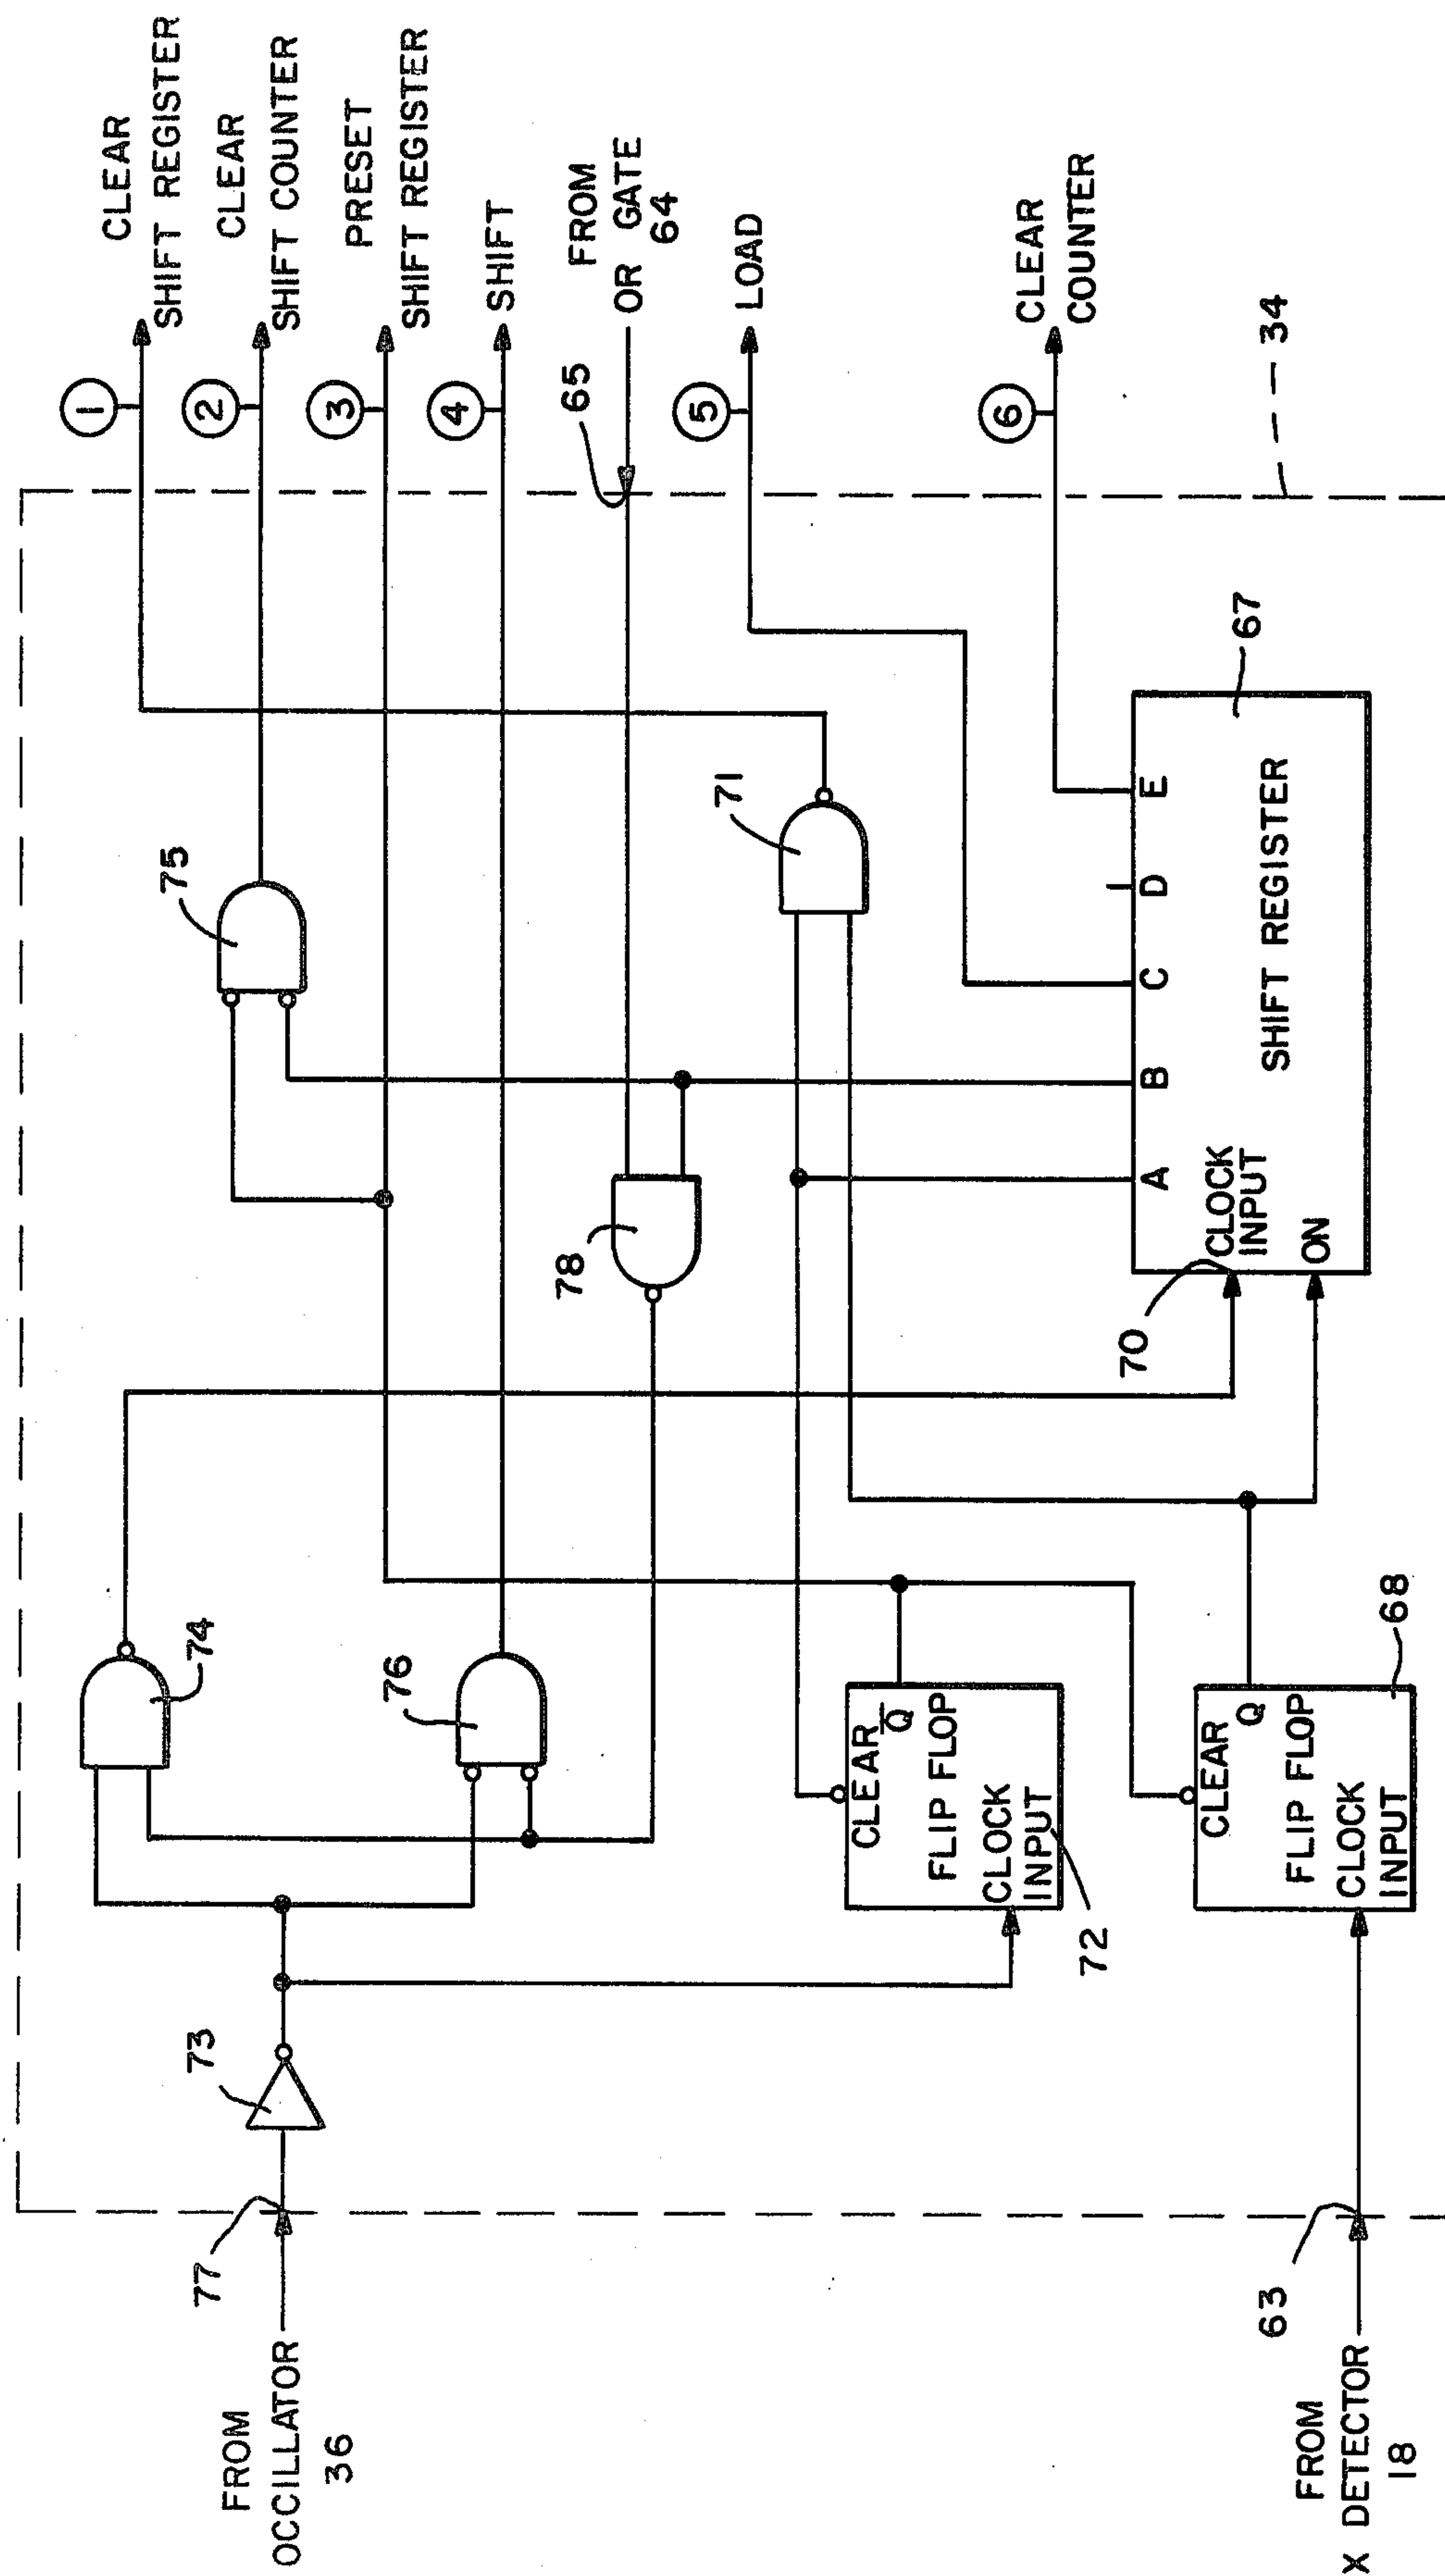 CLEAR
SHIFT REGISTER
CLEAR
SHIFT COUNTER
PRESET
SHIFT REGISTER
SHIFT
FROM
OR GATE
64
LOAD
CLEAR
COUNTER
1
2
3
4
65
5
6
34
75
71
67
78
74
76
A
B
C
D
E
SHIFT REGISTER
CLOCK
INPUT
ON
70
CLEAR
Q
FLIP FLOP
CLOCK
INPUT
72
CLEAR
Q
FLIP FLOP
CLOCK
INPUT
68
73
77
63
FROM
OCCILLATOR
36
FROM
X DETECTOR
18